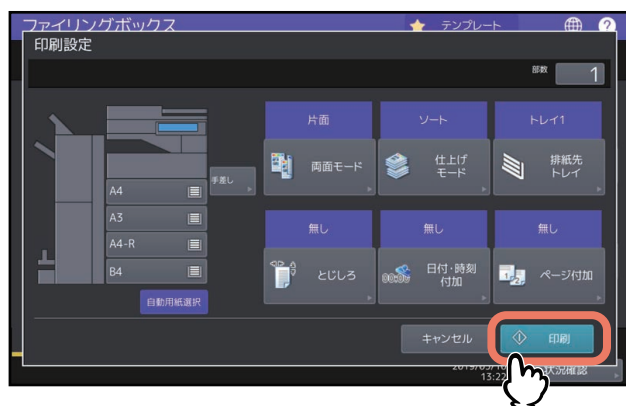 ファイリングボックス
テンプレート
?
印刷設定
部数
1
片面
ソート
トレイ1
両面モード
仕上げ
モード
排紙先
トレイ
手差し
A4
A3
A4-R
B4
自動用紙選択
無し
無し
無し
とじしろ
日付・時刻
付加
ページ付加
キャンセル
印刷
13:22
状況確認